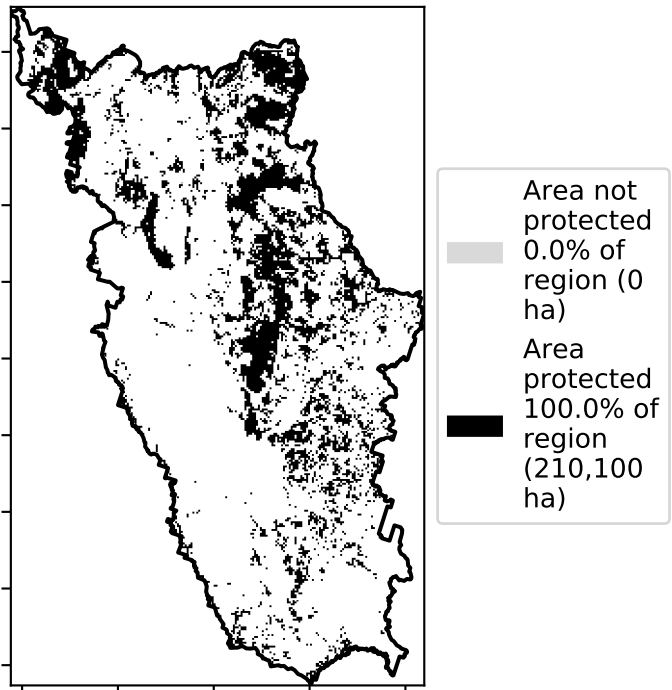 Area not
protected
0.0% of
region (0
ha)
Area
protected
100.0% of
region
(210,100
ha)